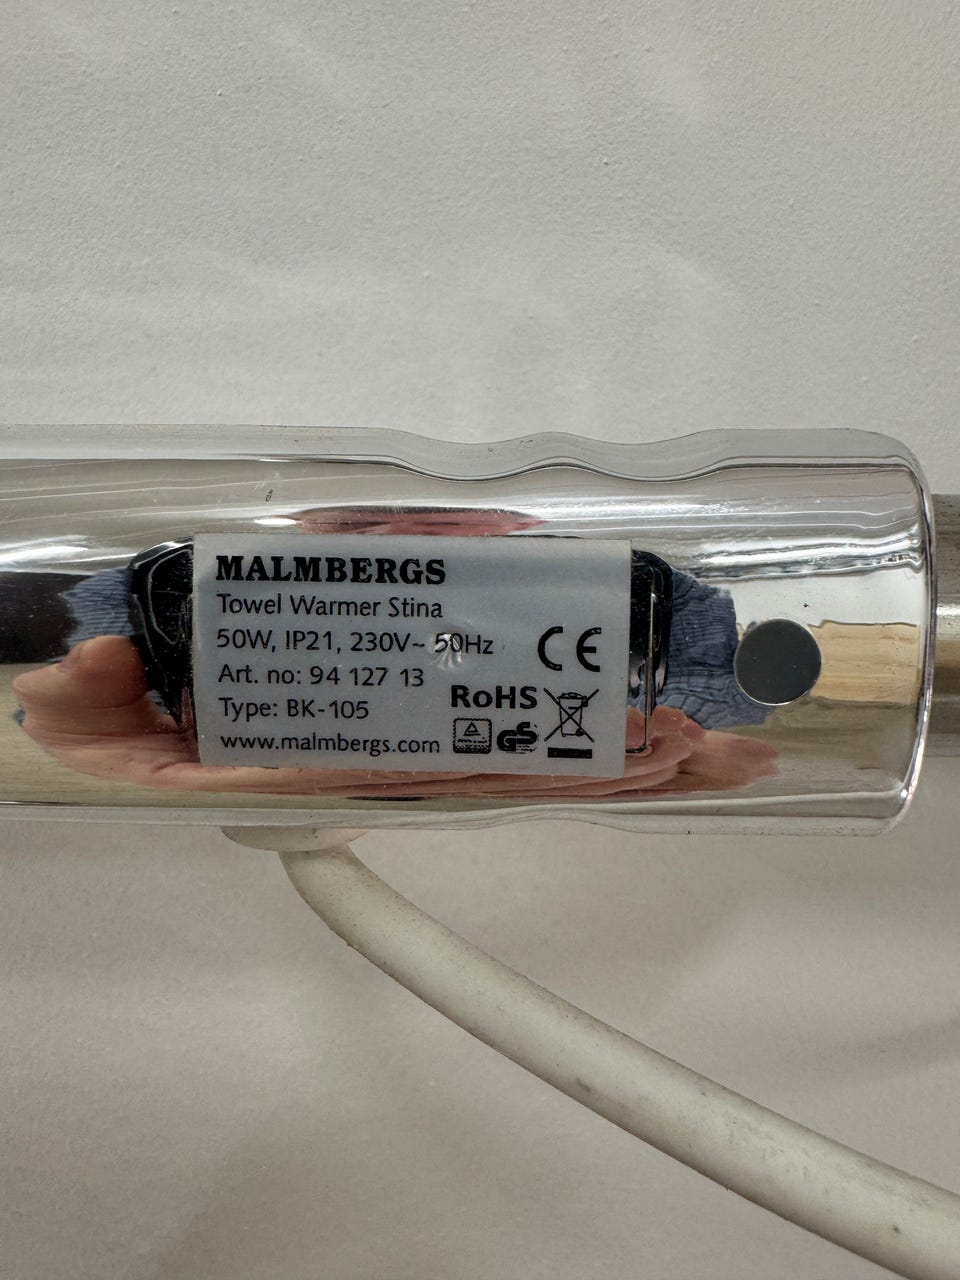 MALMBERGS
Towel Warmer Stina
50W, IP21, 230V~ 50Hz
Art. no: 94 127 13
Type: BK-105
www.malmbergs.com
CE
RoHS
GS